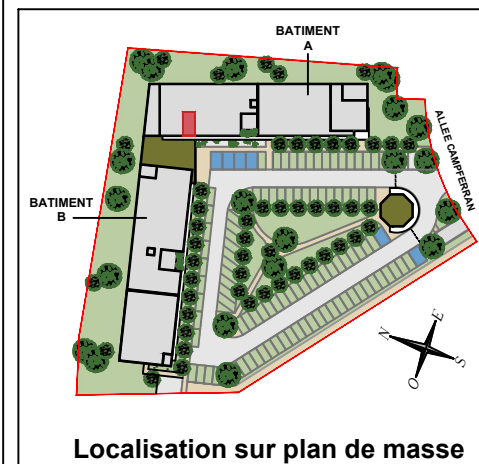 BATIMENT
A
ALLEE CAMPFERRAN
BATIMENT
B
N
E
S
O
Localisation sur plan de masse